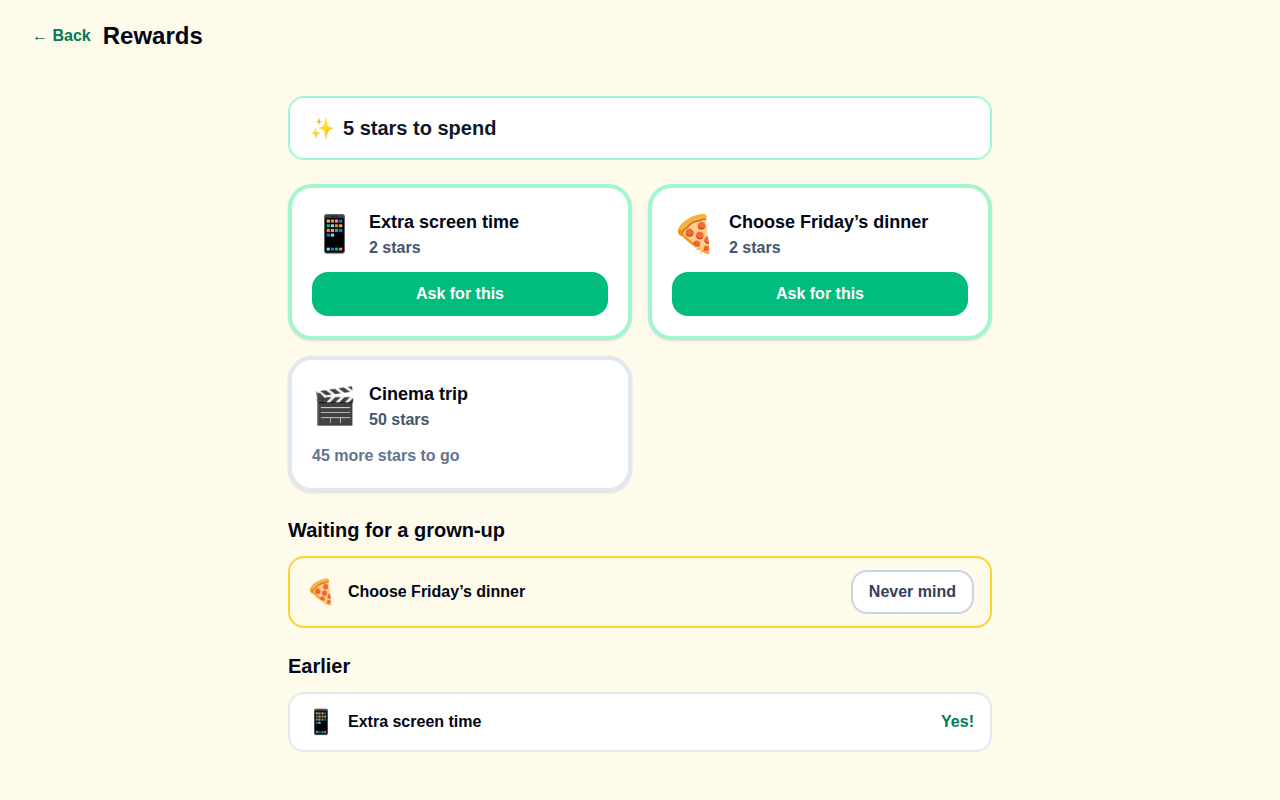 ← Back Rewards
✨ 5 stars to spend
Extra screen time
2 stars
Ask for this
Choose Friday’s dinner
2 stars
Ask for this
Cinema trip
50 stars
45 more stars to go
Waiting for a grown-up
Choose Friday’s dinner
Never mind
Earlier
Extra screen time
Yes!